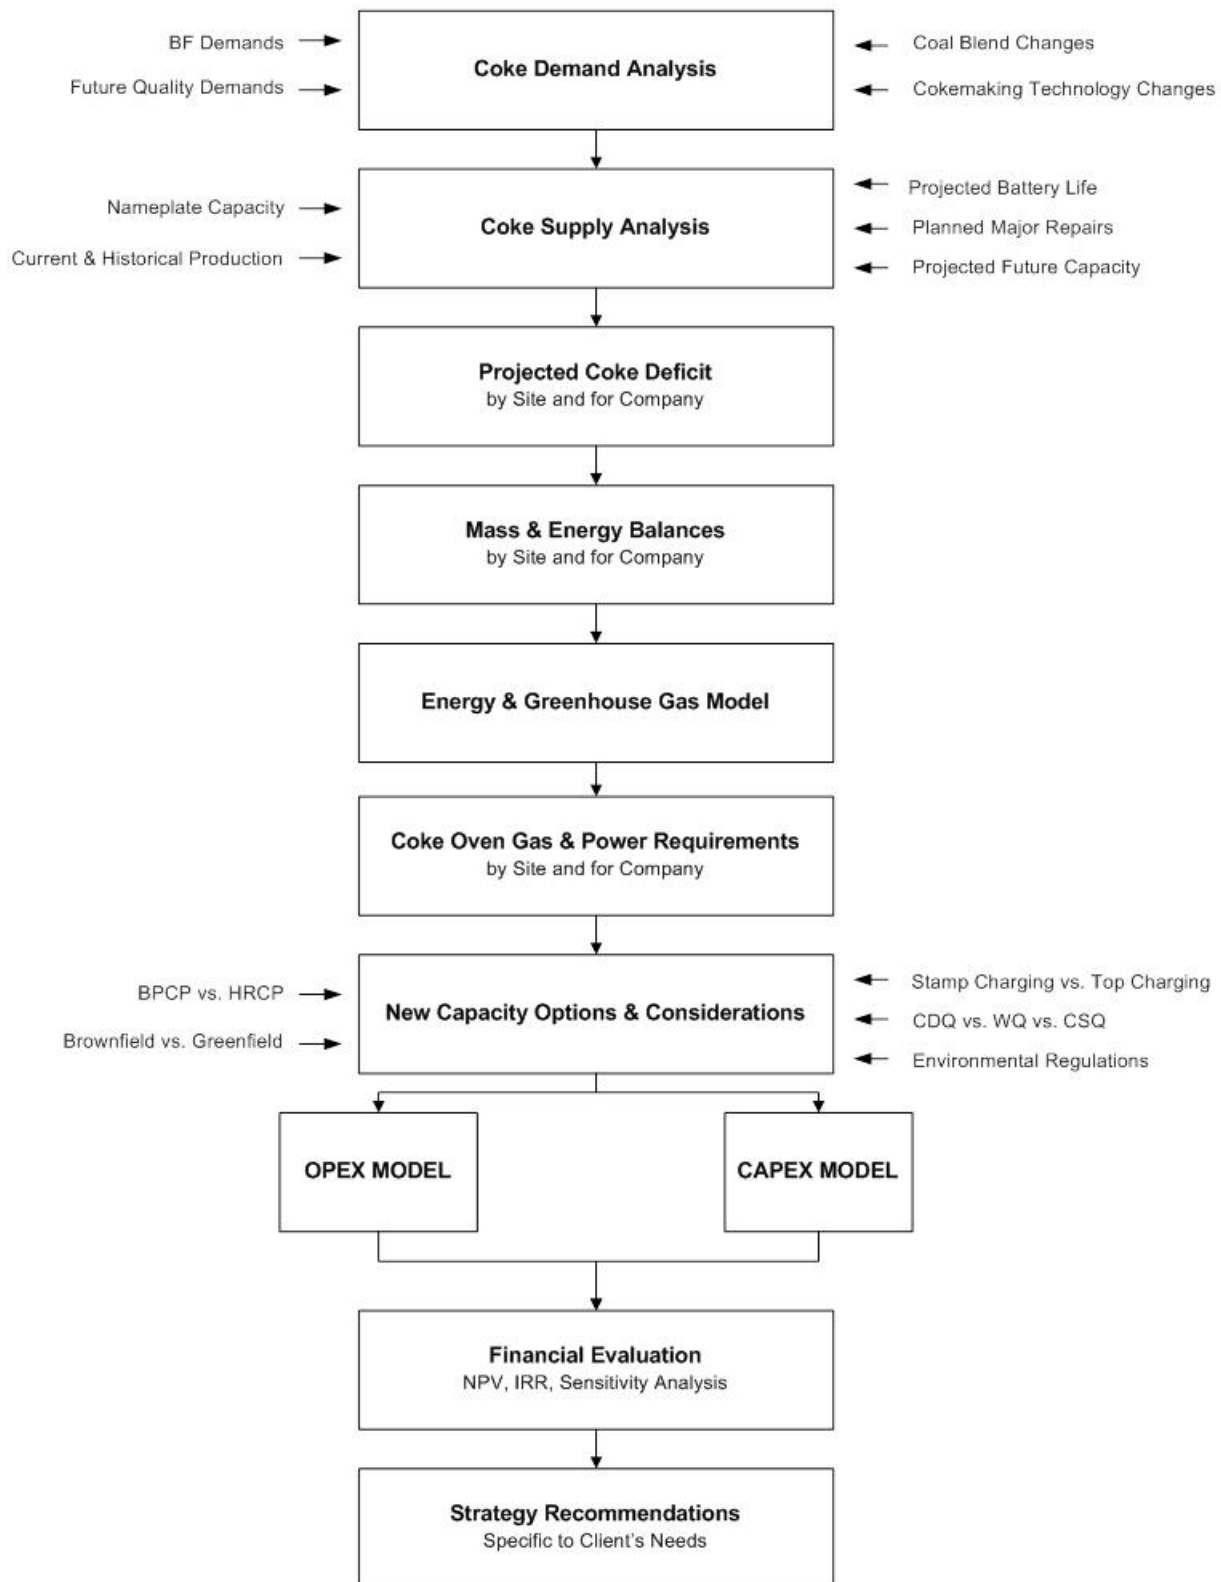 BF Demands
Future Quality Demands
Coke Demand Analysis
Coal Blend Changes
Cokemaking Technology Changes
Nameplate Capacity
Current & Historical Production
Coke Supply Analysis
Projected Battery Life
Planned Major Repairs
Projected Future Capacity
Projected Coke Deficit
by Site and for Company
Mass & Energy Balances
by Site and for Company
Energy & Greenhouse Gas Model
Coke Oven Gas & Power Requirements
by Site and for Company
BPCP vs. HRCP
Brownfield vs. Greenfield
New Capacity Options & Considerations
Stamp Charging vs. Top Charging
CDQ vs. WQ vs. CSQ
Environmental Regulations
OPEX MODEL
CAPEX MODEL
Financial Evaluation
NPV, IRR, Sensitivity Analysis
Strategy Recommendations
Specific to Client's Needs